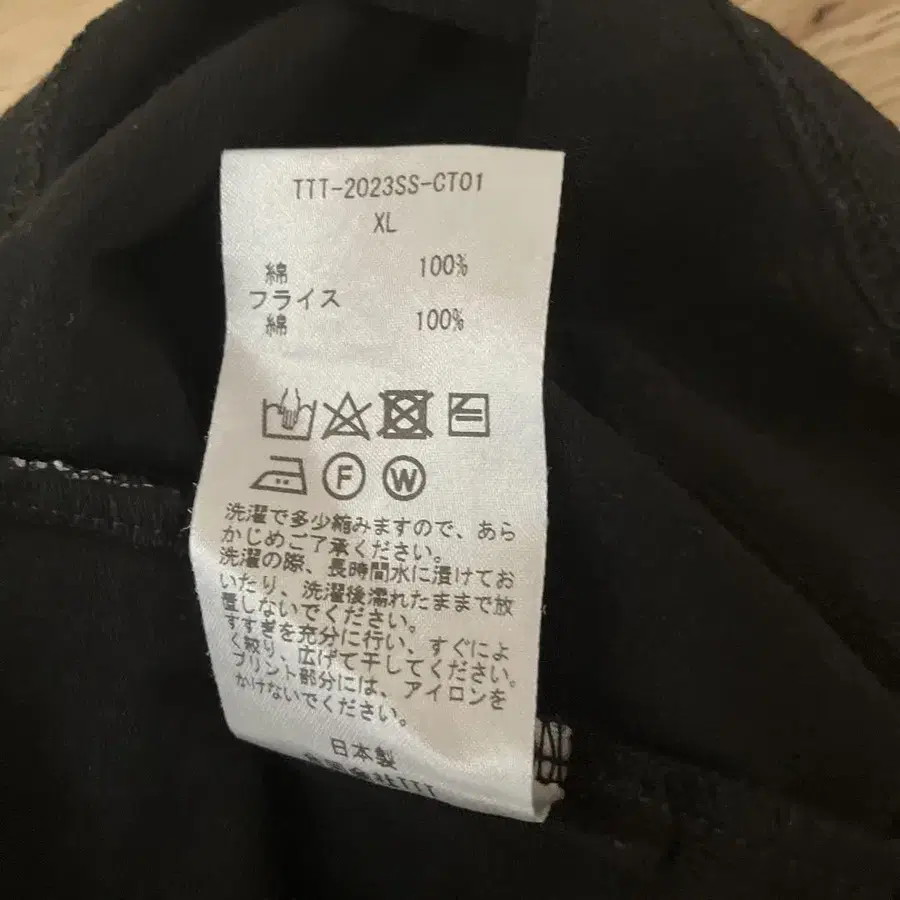 TTT-2023SS-CT01
XL
綿 100%
フライス
綿 100%
F W
洗濯で多少縮みますので、あら
かじめご了承ください。
洗濯の際、長時間水に漬けてお
いたり、洗濯後濡れたままで放
置しないでください。
すすぎを充分に行い、すぐによ
く絞り、広げて干してください。
プリント部分には、アイロンを
かけないでください。
日本製
TTT